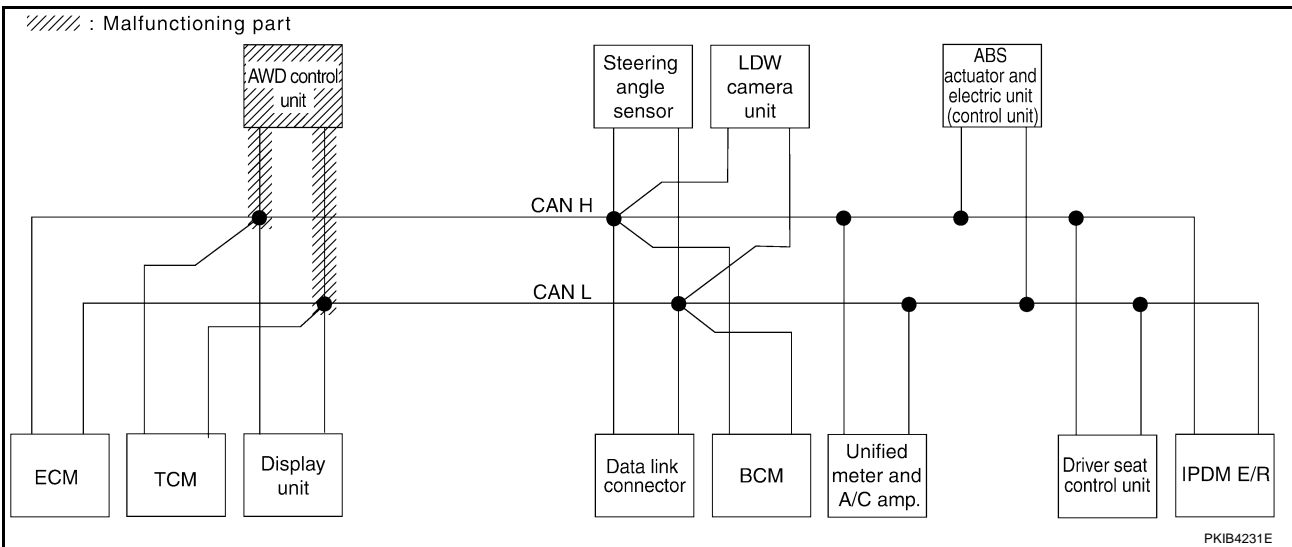 : Malfunctioning part
AWD control
unit
Steering
angle
sensor
LDW
camera
unit
ABS
actuator and
electric unit
(control unit)
CAN H
CAN L
ECM
TCM
Display
unit
Data link
connector
BCM
Unified
meter and
A/C amp.
Driver seat
control unit
IPDM E/R
PKIB4231E